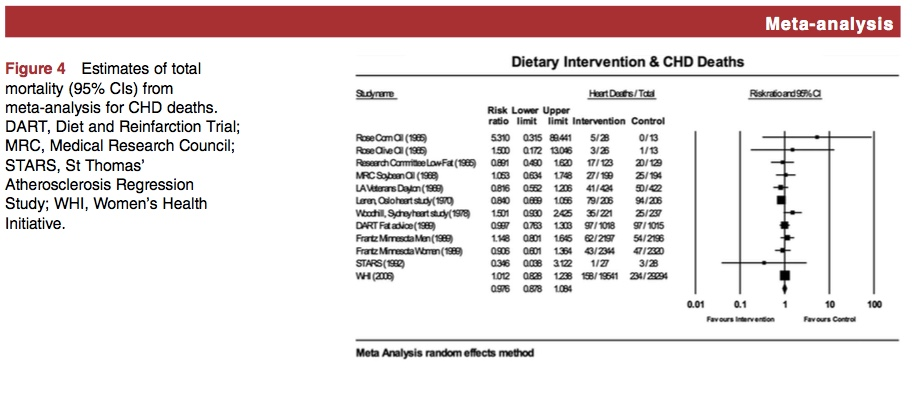 Meta-analysis
Figure 4 Estimates of total
mortality (95% CIs) from
meta-analysis for CHD deaths.
DART, Diet and Reinfarction Trial;
MRC, Medical Research Council;
STARS, St Thomas’
Atherosclerosis Regression
Study; WHI, Women’s Health
Initiative.
Dietary Intervention & CHD Deaths
Studyname Heart Deaths / Total Risk ratio and 95% CI
Risk Lower Upper
ratio limit limit Intervention Control
Rose Corn Oil (1965) 5.310 0.315 89.441 5 / 28 0 / 13
Rose Olive Oil (1965) 1.500 0.172 13.046 3 / 26 1 / 13
Research Committee Low-Fat (1965) 0.891 0.490 1.620 17 / 123 20 / 129
MRC Soybean Oil (1968) 1.053 0.634 1.748 27 / 199 25 / 194
LA Veterans Dayton (1969) 0.816 0.552 1.206 41 / 424 50 / 422
Leren, Oslo heart study (1970) 0.840 0.669 1.056 79 / 206 94 / 206
Woodhill, Sydney heart study (1978) 1.501 0.930 2.425 35 / 221 25 / 237
DART Fat advice (1989) 0.997 0.763 1.303 97 / 1018 97 / 1015
Frantz Minnesota Men (1989) 1.148 0.801 1.645 62 / 2197 54 / 2196
Frantz Minnesota Women (1989) 0.906 0.601 1.364 43 / 2344 47 / 2320
STARS (1992) 0.346 0.038 3.122 1 / 27 3 / 28
WHI (2006) 1.012 0.828 1.238 158 / 19541 234 / 29294
0.976 0.878 1.084
0.01 0.1 1 10 100
Favours Intervention Favours Control
Meta Analysis random effects method